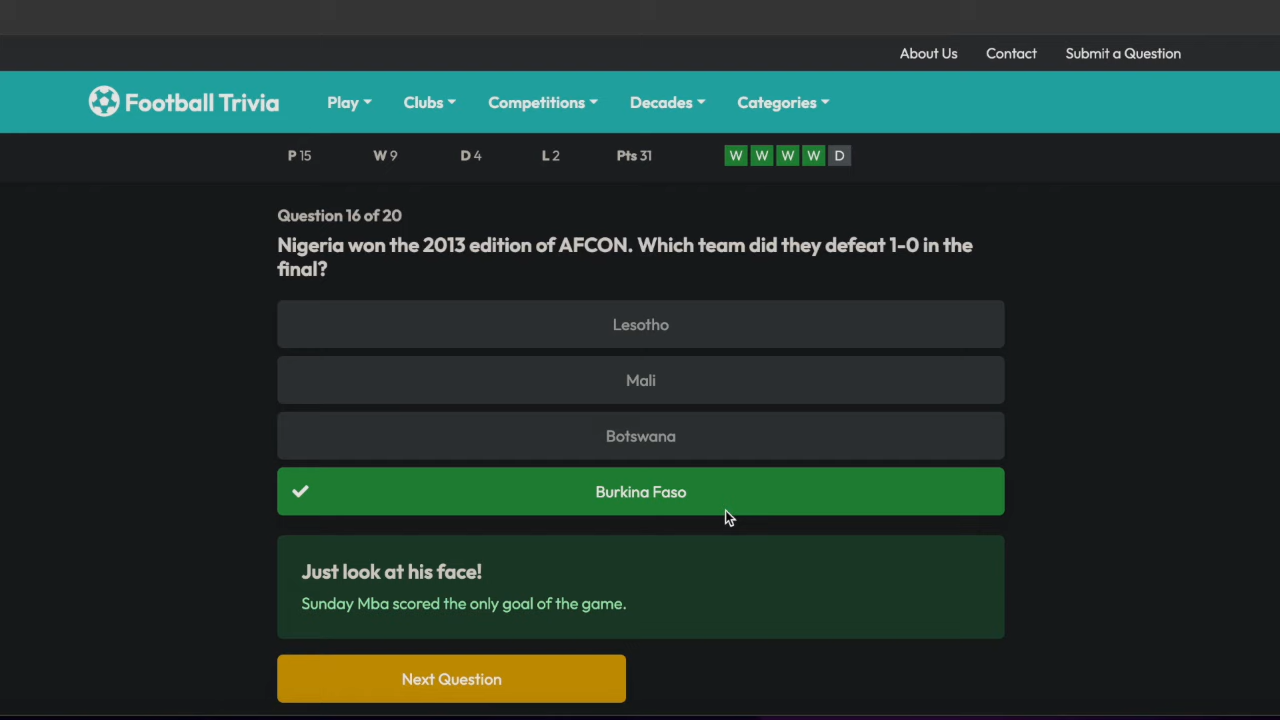 About Us Contact Submit a Question
Football Trivia Play Clubs Competitions Decades Categories
P 15 W 9 D 4 L 2 Pts 31 W W W W D
Question 16 of 20
Nigeria won the 2013 edition of AFCON. Which team did they defeat 1-0 in the
final?
Lesotho
Mali
Botswana
Burkina Faso
Just look at his face!
Sunday Mba scored the only goal of the game.
Next Question